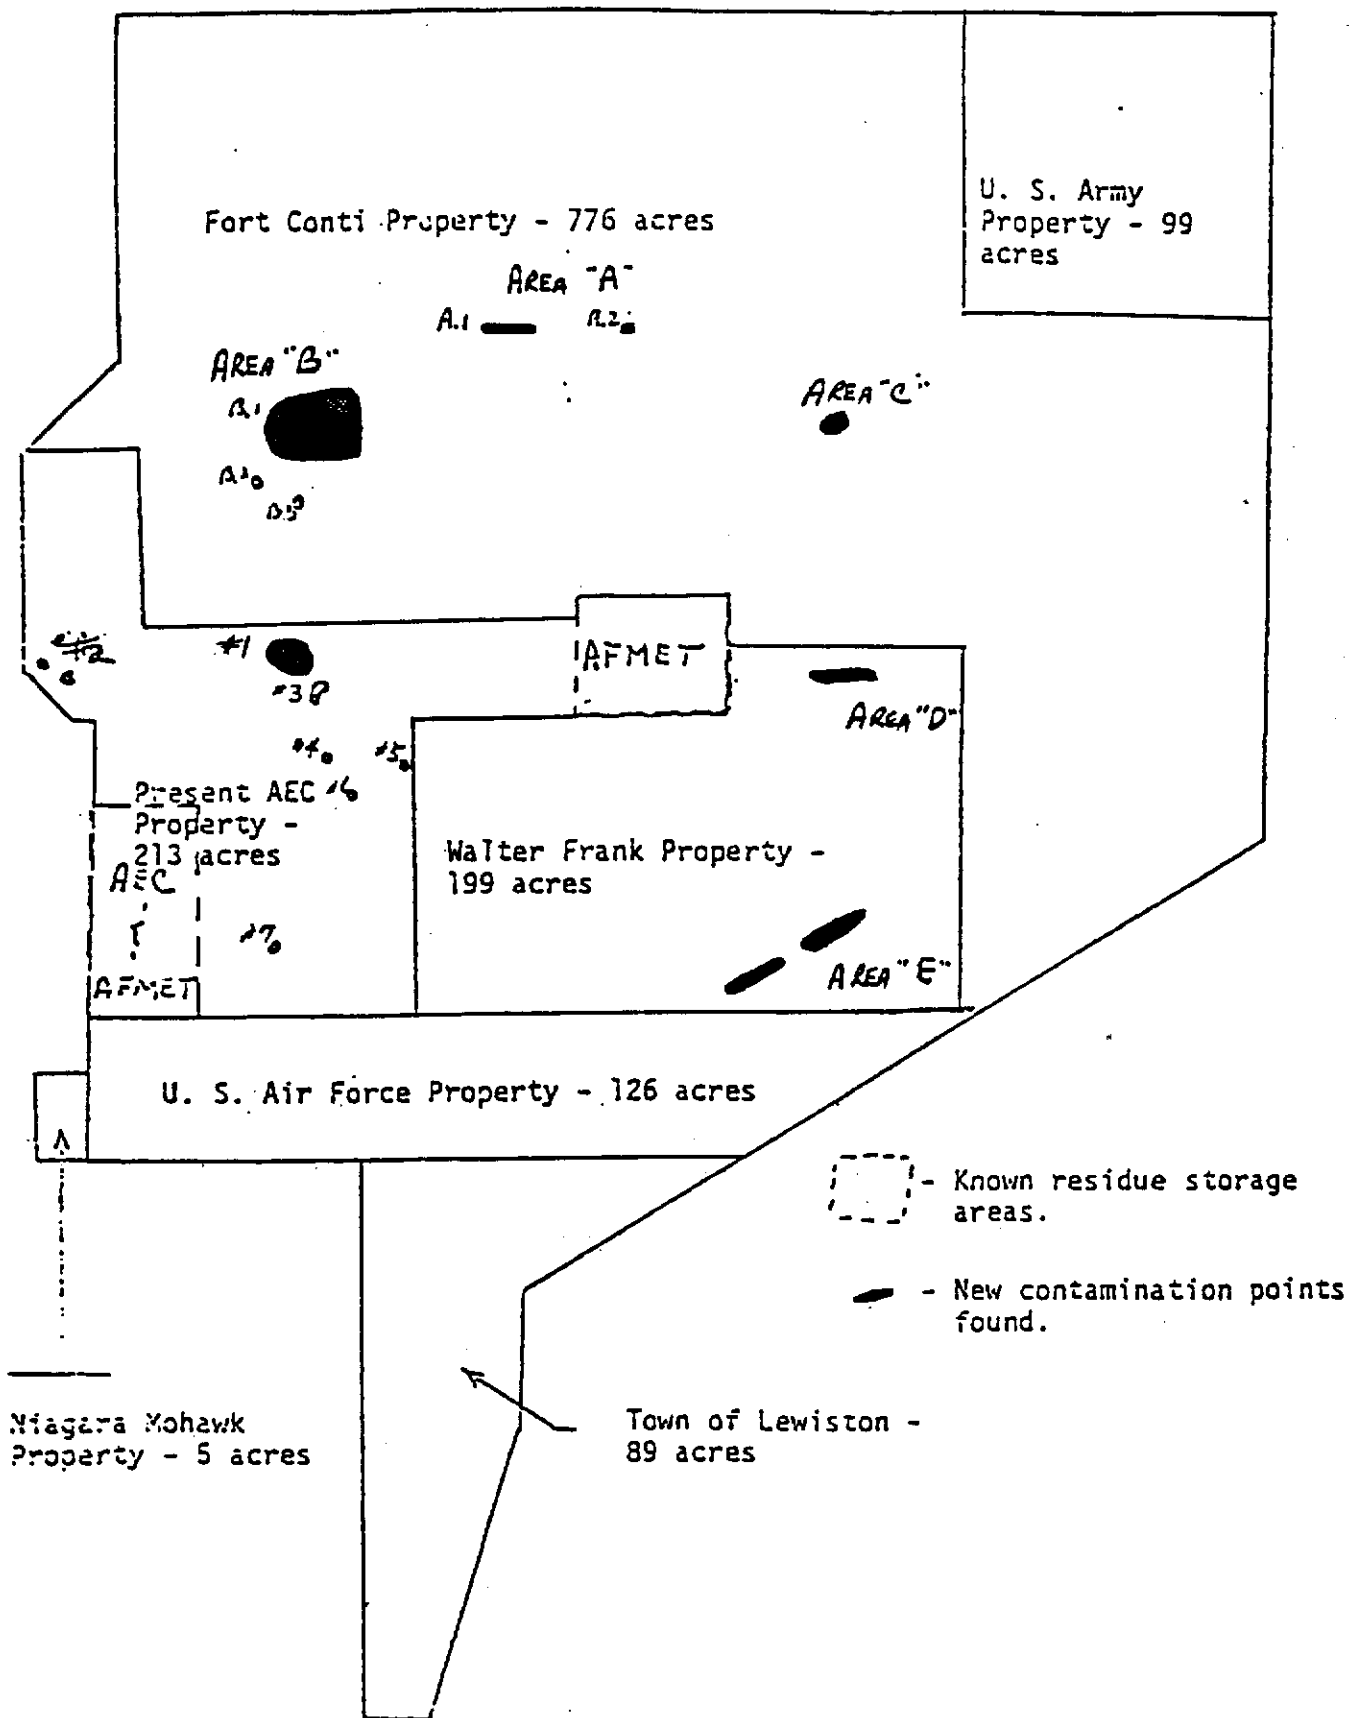 Fort Conti Property - 776 acres
U. S. Army
Property - 99
acres
AREA "A"
A.1
AREA "B"
B.1
AREA "C"
#2
#1
#3
AFMET
AREA "D"
#4
#5
#6
Present AEC
Property -
213 acres
AEC
AFMET
#7
Walter Frank Property -
199 acres
AREA "E"
U. S. Air Force Property - 126 acres
- Known residue storage
areas.
- New contamination points
found.
Niagara Mohawk
Property - 5 acres
Town of Lewiston -
89 acres